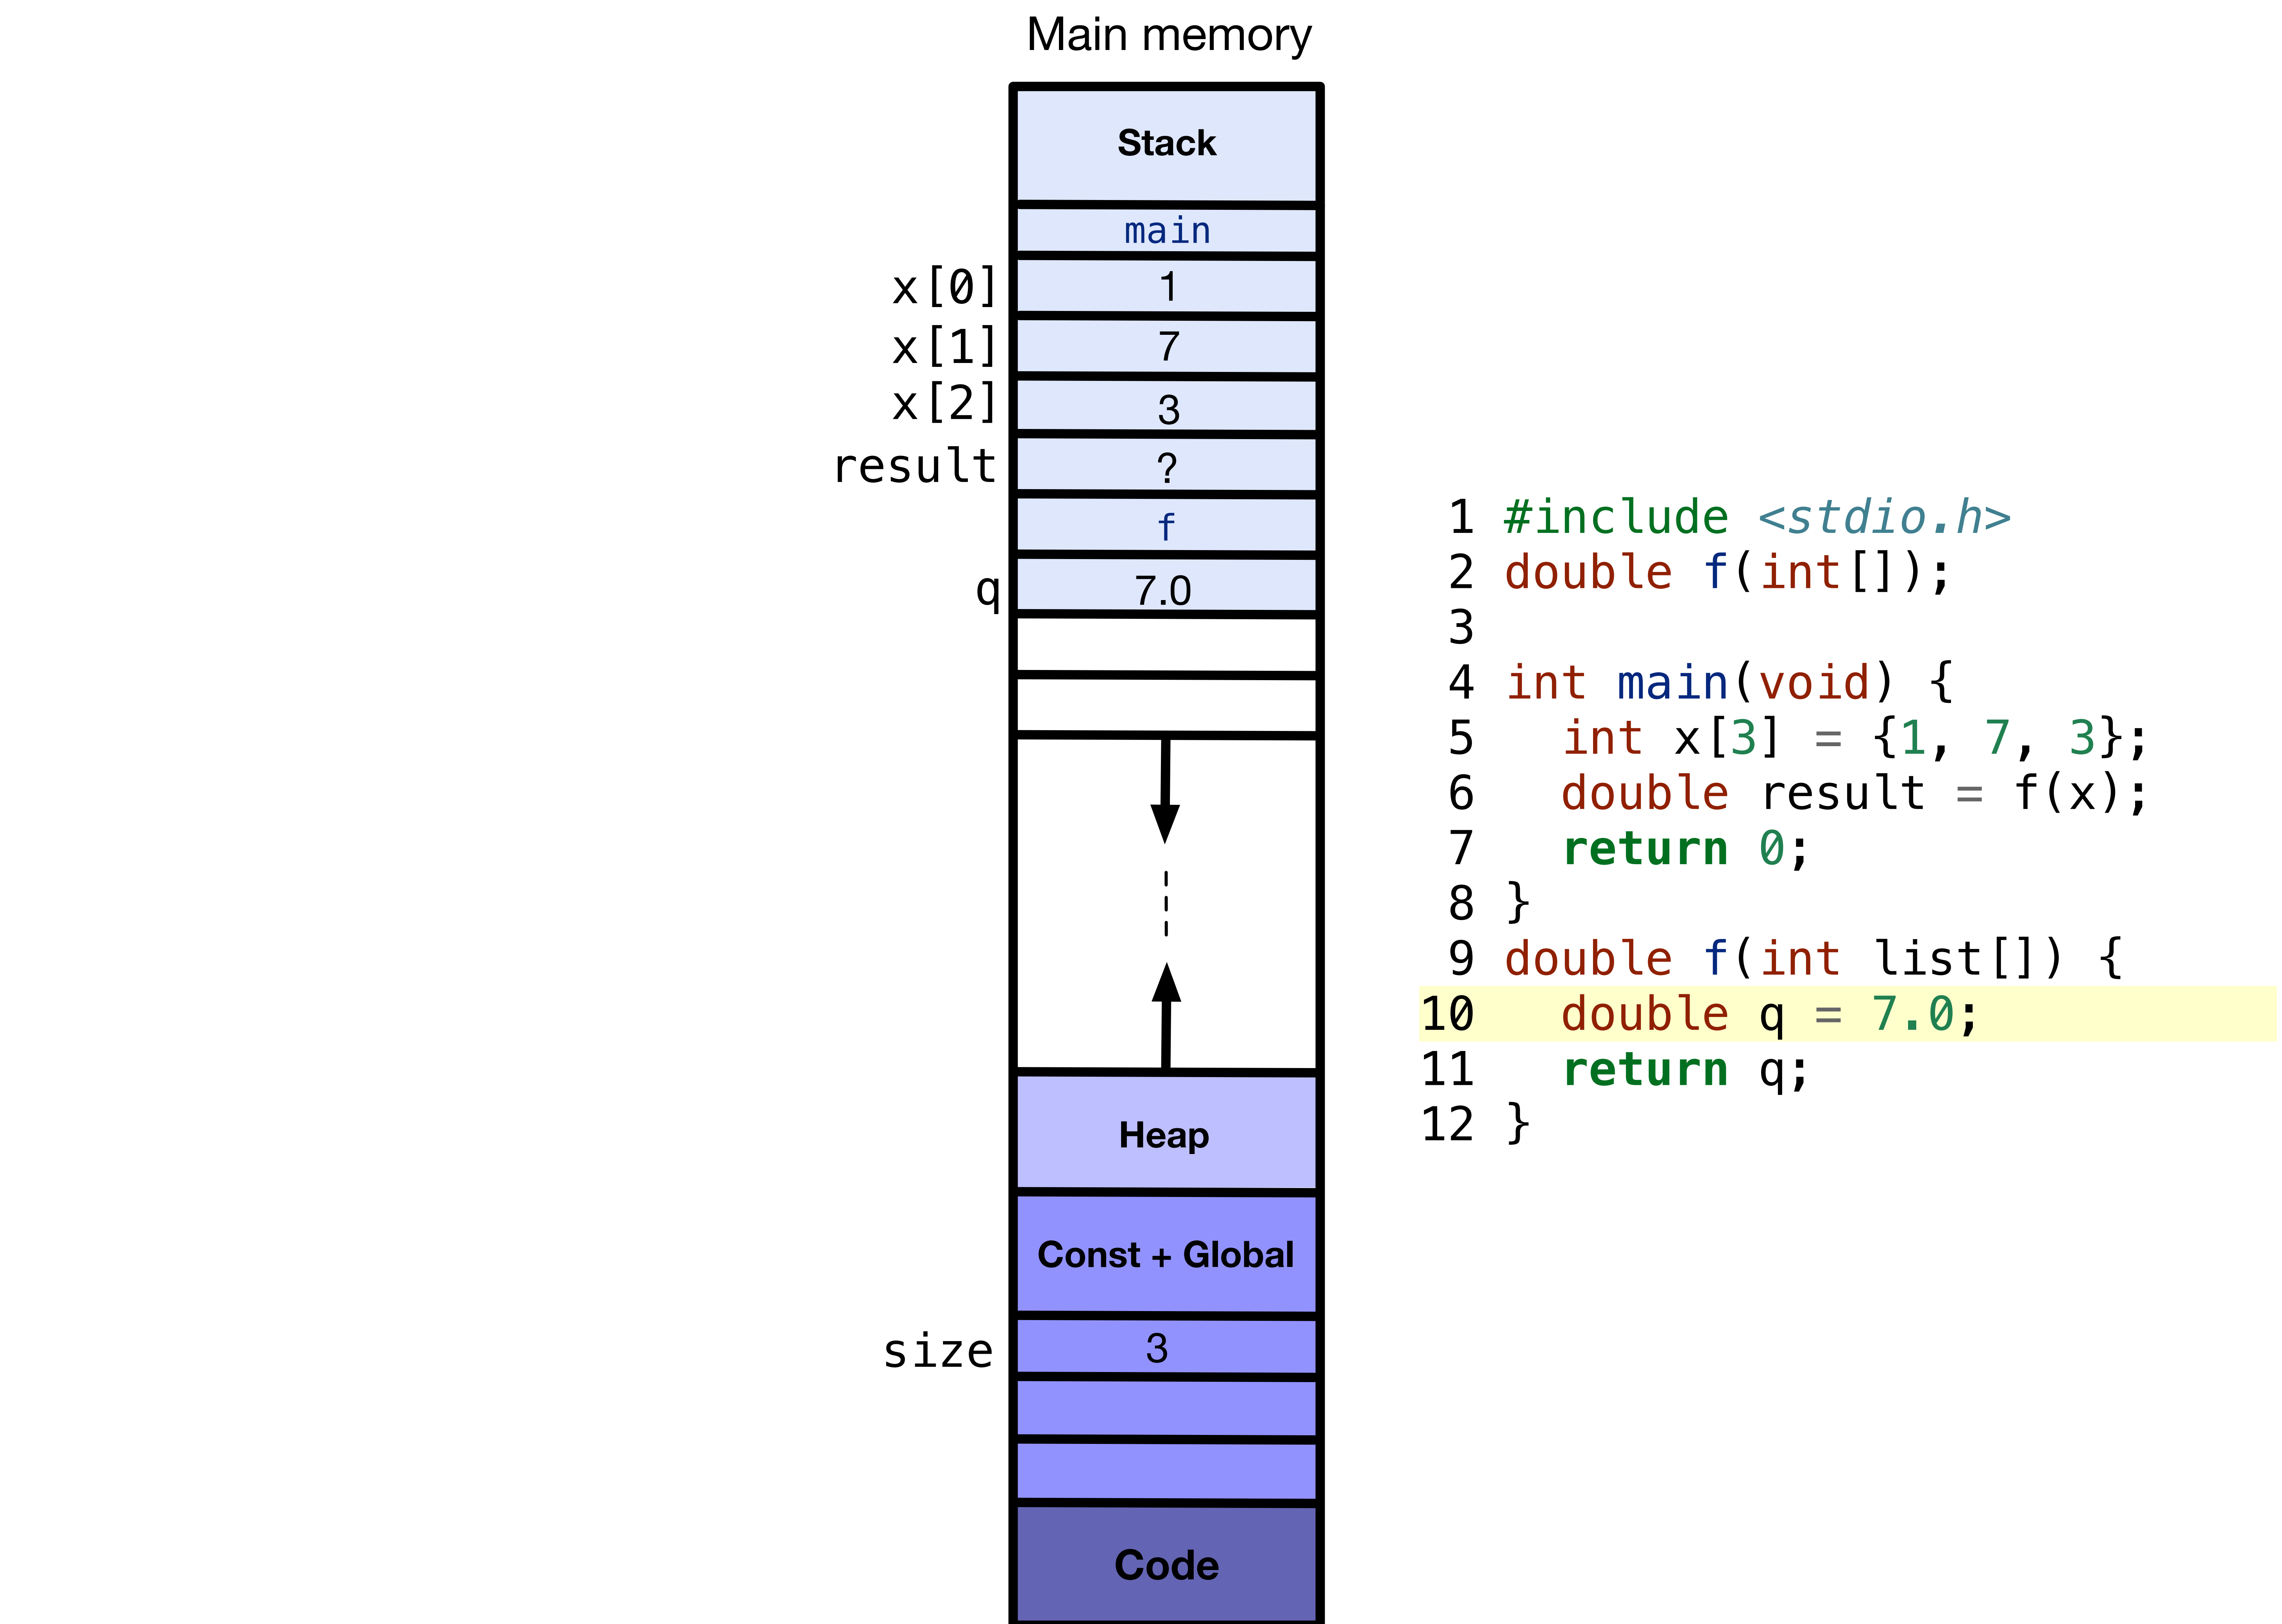 Main memory
Stack
main
x[0] 1
x[1] 7
x[2] 3
result ?
f
q 7.0
1 #include <stdio.h>
2 double f(int[]);
3
4 int main(void) {
5   int x[3] = {1, 7, 3};
6   double result = f(x);
7   return 0;
8 }
9 double f(int list[]) {
10   double q = 7.0;
11   return q;
12 }
Heap
Const + Global
size 3
Code